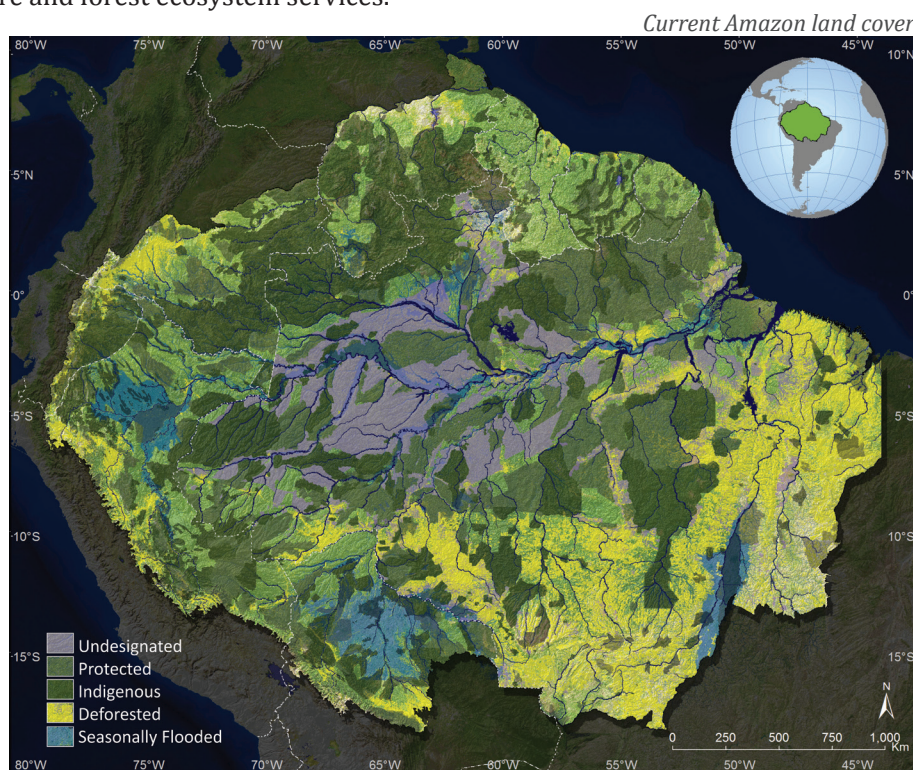 re and forest ecosystem services.
Current Amazon land cover
80°W 75°W 70°W 65°W 60°W 55°W 50°W 45°W
10°N
5°N 5°N
0° 0°
5°S 5°S
10°S 10°S
15°S 15°S
Undesignated
Protected
Indigenous
Deforested
Seasonally Flooded
N
0 250 500 750 1,000
Km
80°W 75°W 70°W 65°W 60°W 55°W 50°W 45°W